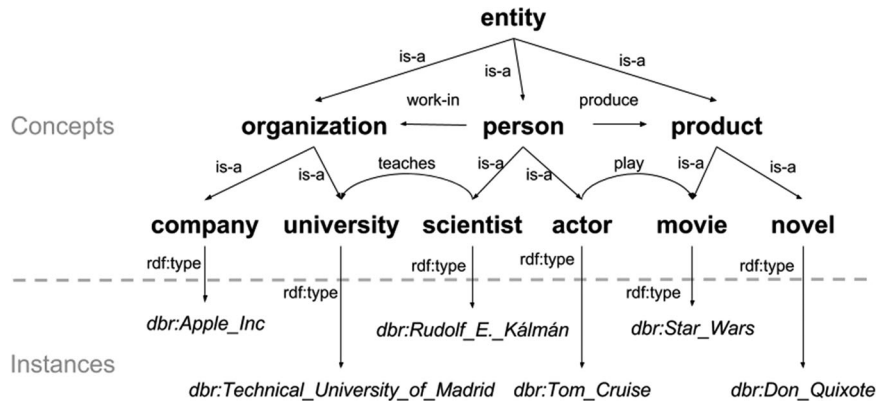 entity
is-a
is-a
is-a
Concepts
work-in
produce
organization
person
product
is-a
is-a
teaches
is-a
is-a
play
is-a
is-a
company
university
scientist
actor
movie
novel
rdf:type
rdf:type
rdf:type
rdf:type
rdf:type
rdf:type
dbr:Apple_Inc
dbr:Rudolf_E._Kálmán
dbr:Star_Wars
Instances
dbr:Technical_University_of_Madrid
dbr:Tom_Cruise
dbr:Don_Quixote